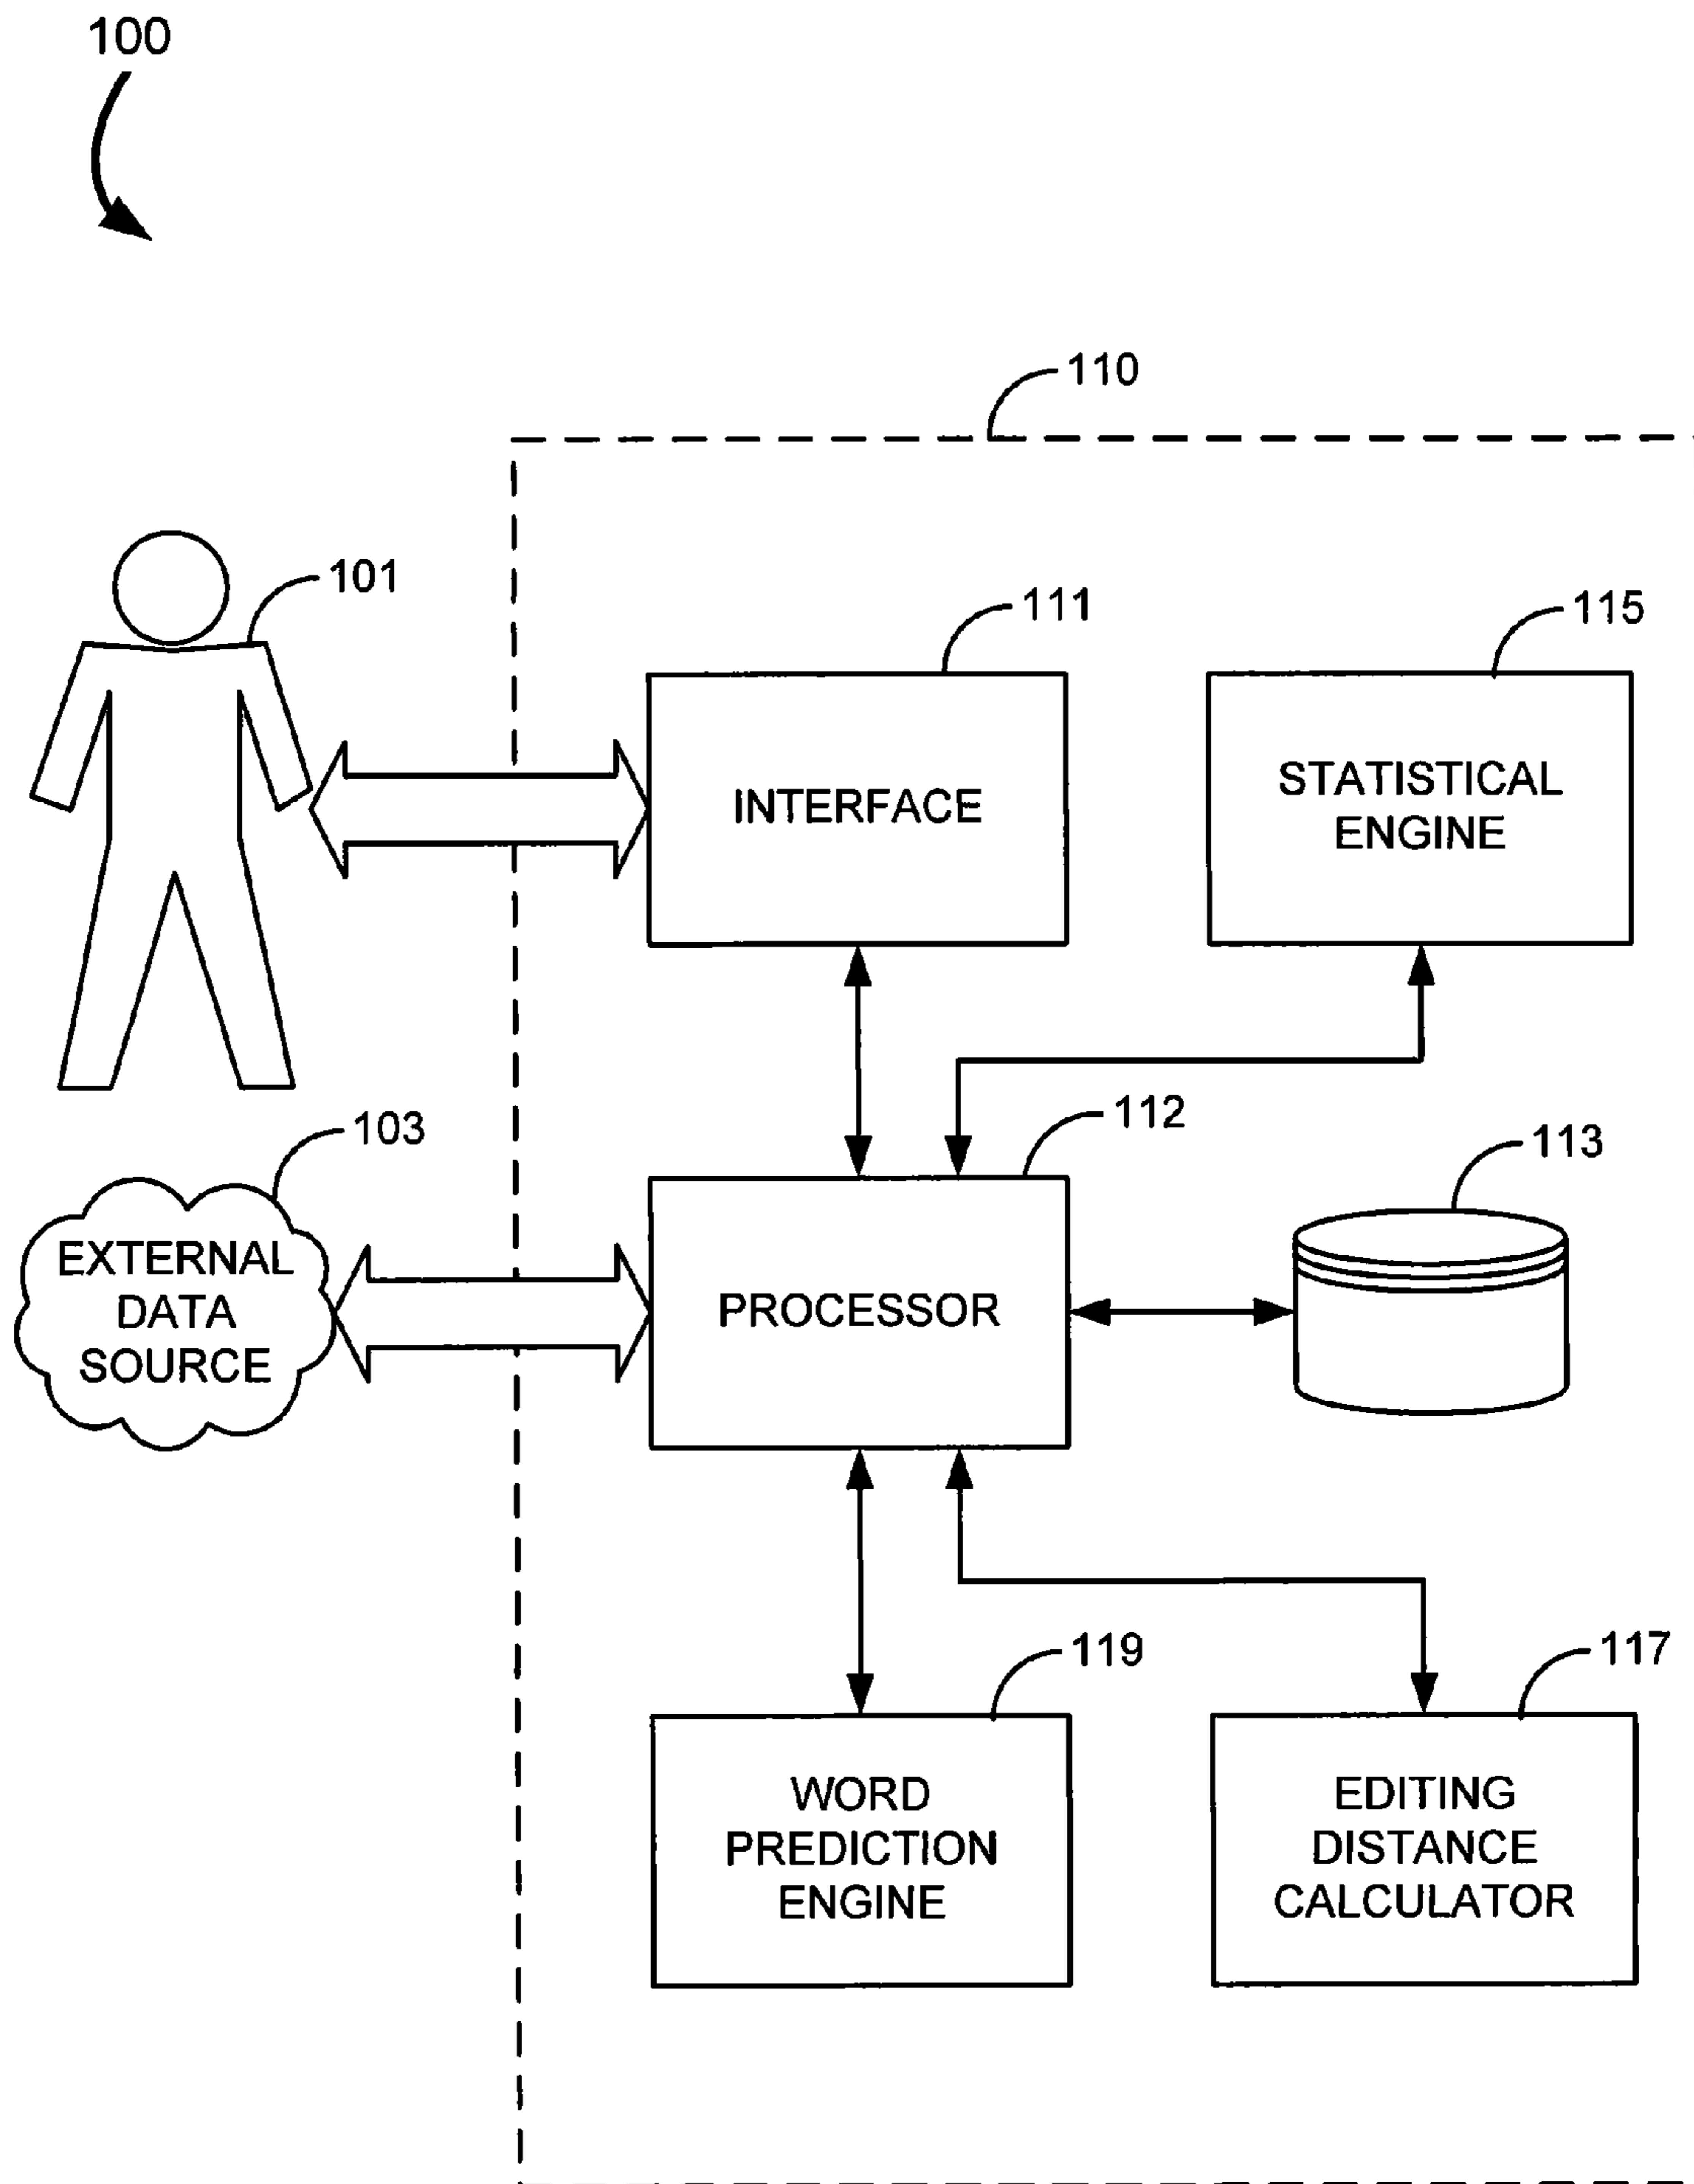 100
110
101
111
115
INTERFACE
STATISTICAL
ENGINE
103
112
113
EXTERNAL
DATA
SOURCE
PROCESSOR
119
117
WORD
PREDICTION
ENGINE
EDITING
DISTANCE
CALCULATOR